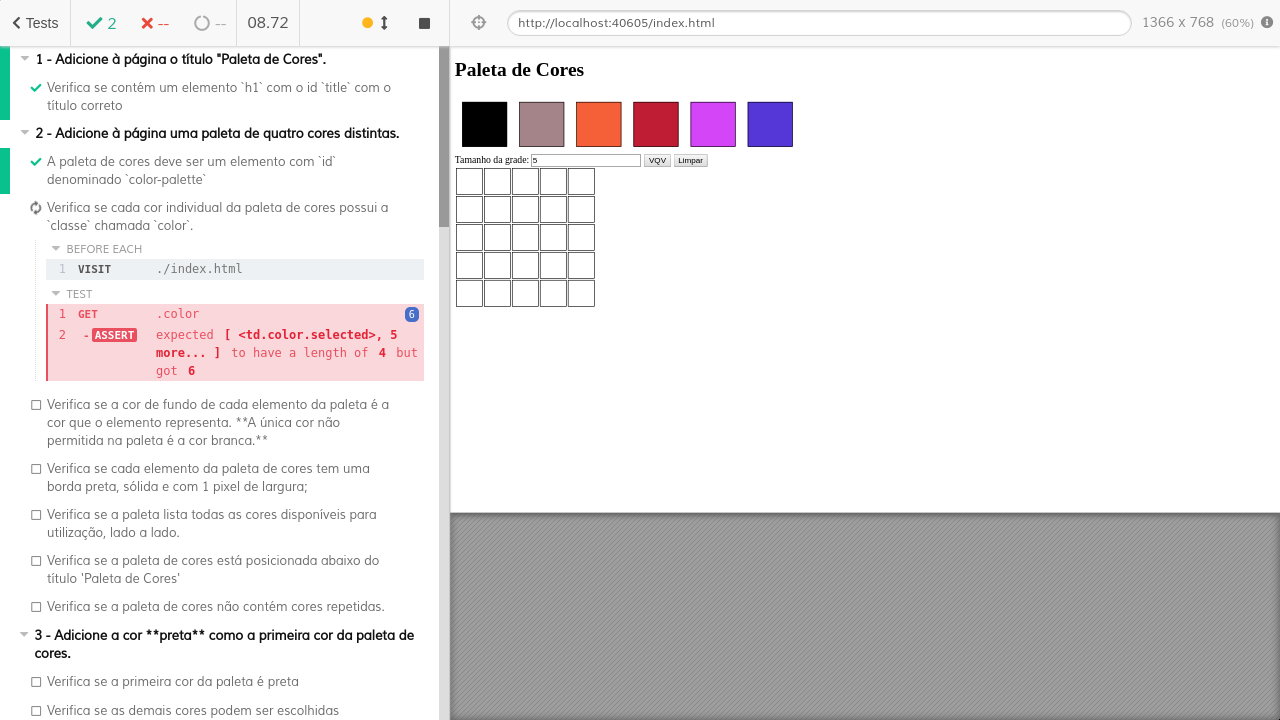 Tests
2
--
--
08.72
http://localhost:40605/index.html
1366 x 768 (60%)
1 - Adicione à página o título "Paleta de Cores".
Verifica se contém um elemento `h1` com o id `title` com o
título correto
2 - Adicione à página uma paleta de quatro cores distintas.
A paleta de cores deve ser um elemento com `id`
denominado `color-palette`
Verifica se cada cor individual da paleta de cores possui a
`classe` chamada `color`.
BEFORE EACH
1 VISIT ./index.html
TEST
1 GET .color 6
2 -ASSERT expected [ <td.color.selected>, 5
more... ] to have a length of 4 but
got 6
Verifica se a cor de fundo de cada elemento da paleta é a
cor que o elemento representa. **A única cor não
permitida na paleta é a cor branca.**
Verifica se cada elemento da paleta de cores tem uma
borda preta, sólida e com 1 pixel de largura;
Verifica se a paleta lista todas as cores disponíveis para
utilização, lado a lado.
Verifica se a paleta de cores está posicionada abaixo do
título 'Paleta de Cores'
Verifica se a paleta de cores não contém cores repetidas.
3 - Adicione a cor **preta** como a primeira cor da paleta de
cores.
Verifica se a primeira cor da paleta é preta
Verifica se as demais cores podem ser escolhidas
Paleta de Cores
Tamanho da grade: 5 VQV Limpar